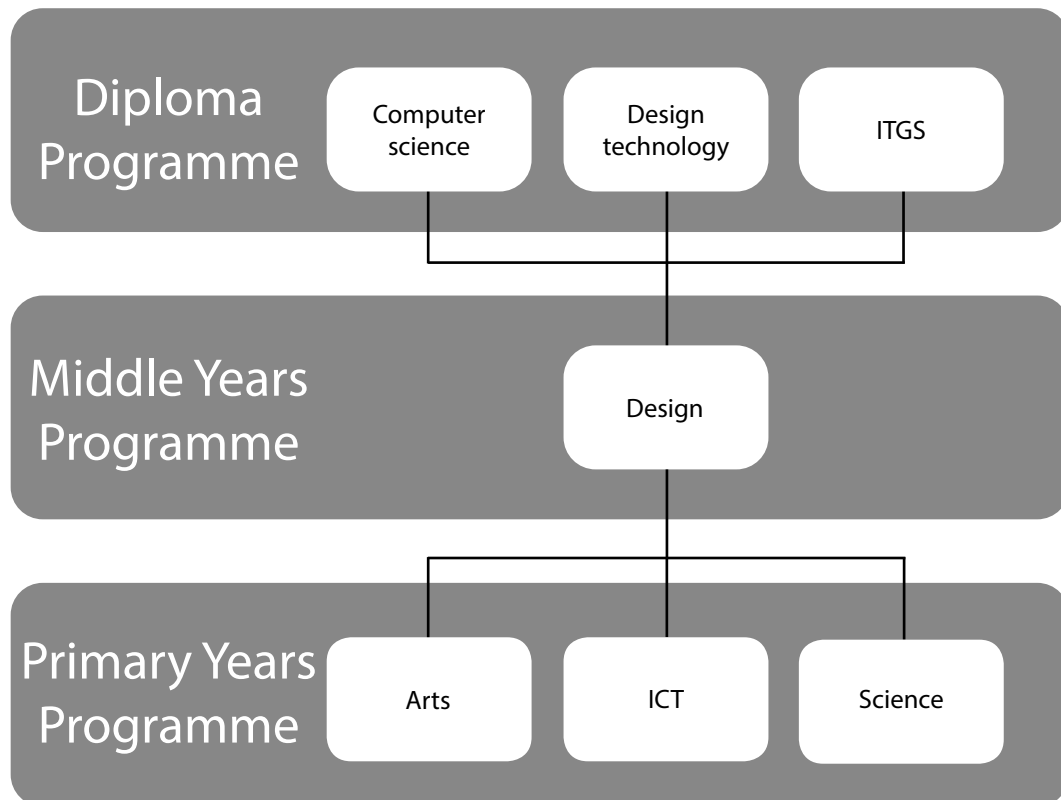 Diploma
Programme
Computer
science
Design
technology
ITGS
Middle Years
Programme
Design
Primary Years
Programme
Arts
ICT
Science